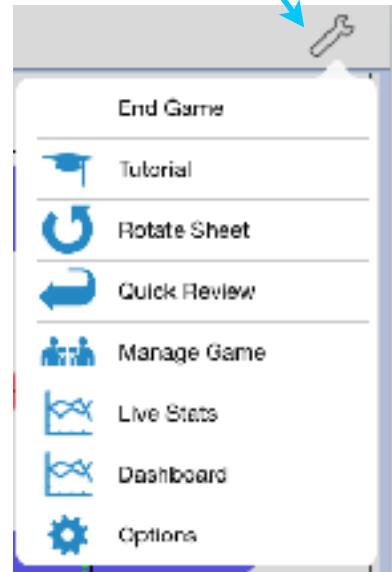 End Game
Tutorial
Rotate Sheet
Quick Review
Manage Game
Live Stats
Dashboard
Options